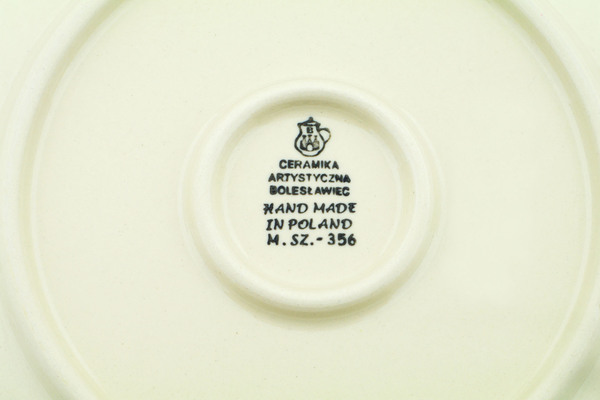 B
CERAMIKA
ARTYSTYCZNA
BOLESŁAWIEC
HAND MADE
IN POLAND
M. SZ. - 356